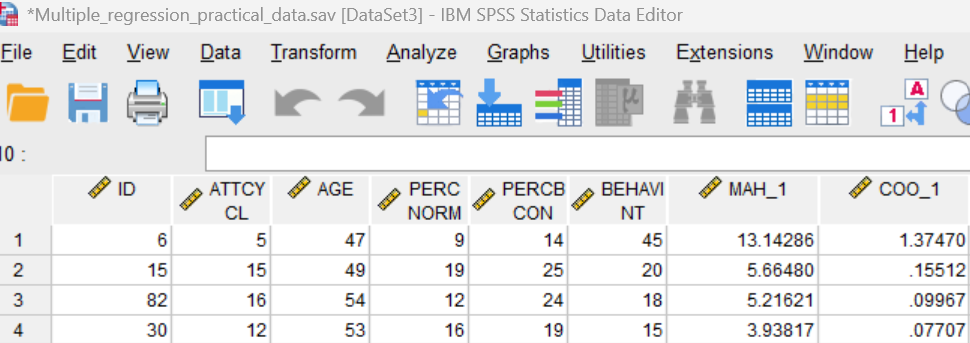 *Multiple_regression_practical_data.sav [DataSet3] - IBM SPSS Statistics Data Editor
File Edit View Data Transform Analyze Graphs Utilities Extensions Window Help
μ A 1
10 :
ID ATTCYCL AGE PERCNORM PERCBCON BEHAVINT MAH_1 COO_1
1 6 5 47 9 14 45 13.14286 1.37470
2 15 15 49 19 25 20 5.66480 .15512
3 82 16 54 12 24 18 5.21621 .09967
4 30 12 53 16 19 15 3.93817 .07707